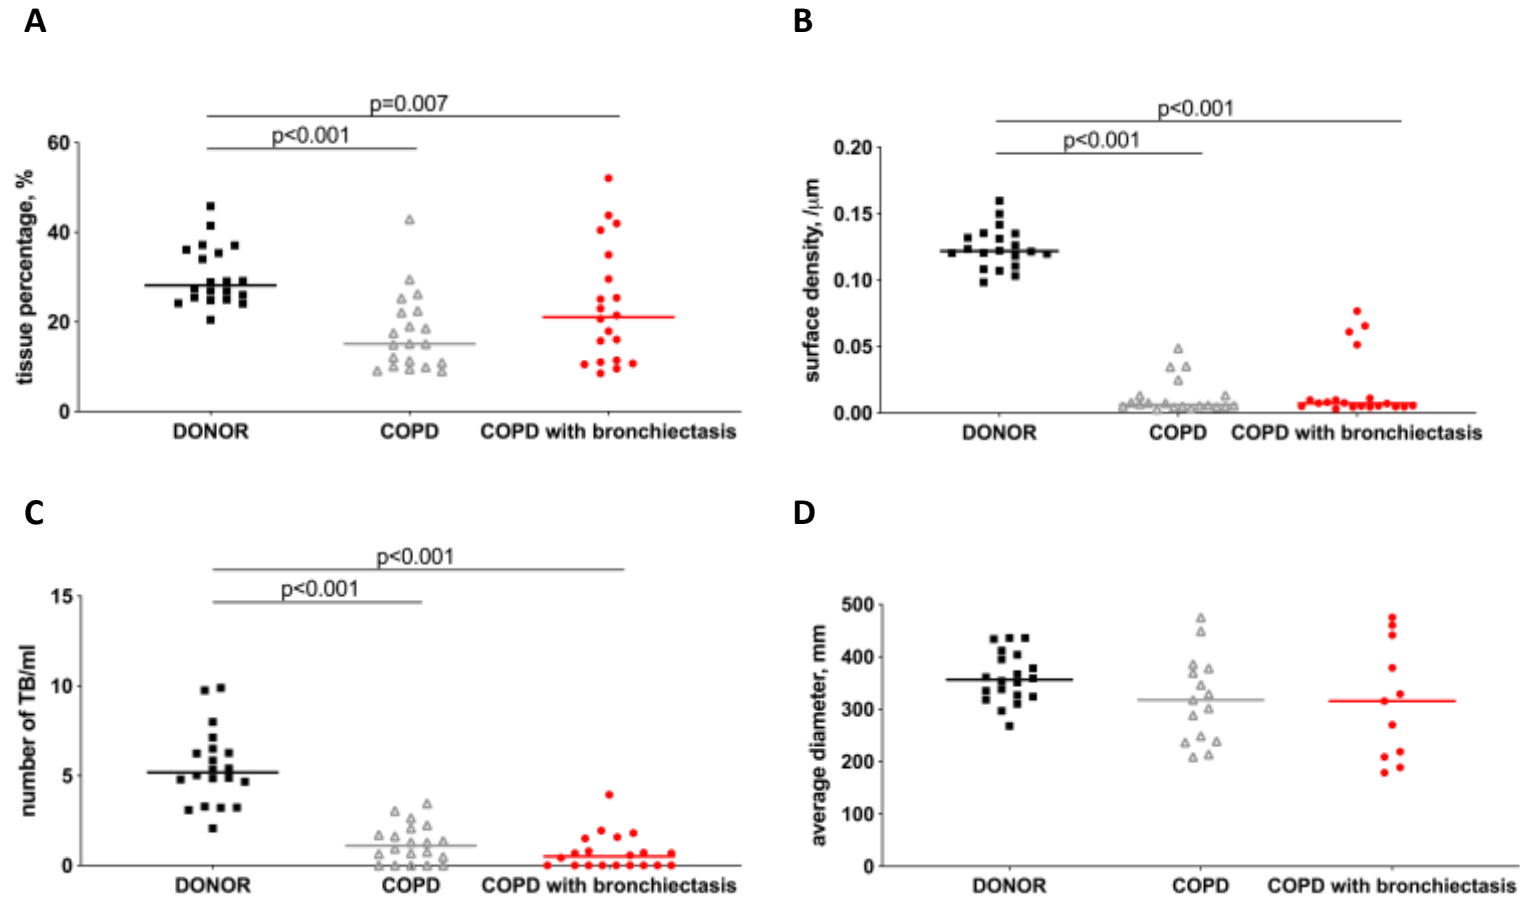 A
p=0.007
p<0.001
60
40
20
0
tissue percentage, %
DONOR
COPD
COPD with bronchiectasis
B
p<0.001
p<0.001
0.20
0.15
0.10
0.05
0.00
surface density, /μm
DONOR
COPD
COPD with bronchiectasis
C
p<0.001
p<0.001
15
10
5
0
number of TB/ml
DONOR
COPD
COPD with bronchiectasis
D
500
400
300
200
100
0
average diameter, mm
DONOR
COPD
COPD with bronchiectasis